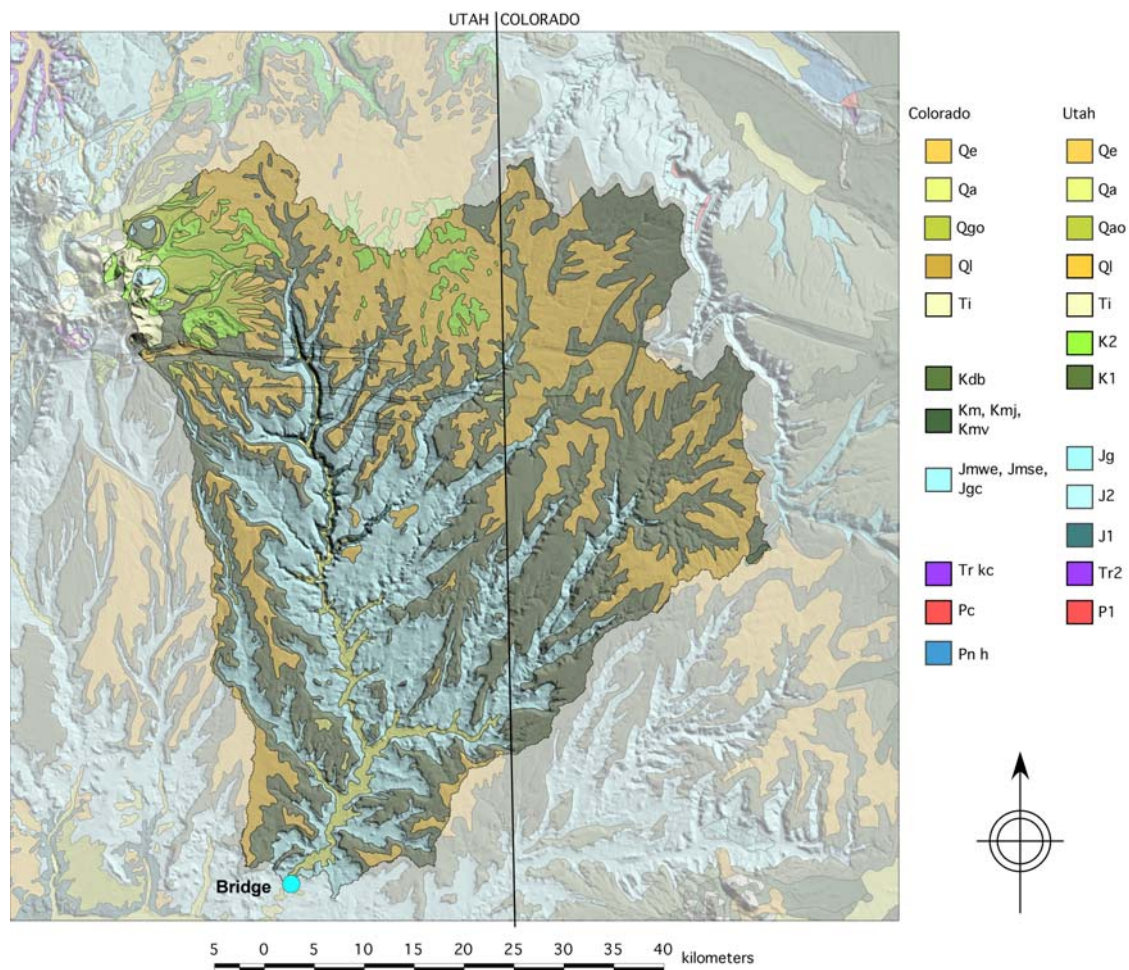 UTAH COLORADO
Colorado Utah
Qe Qe
Qa Qa
Qgo Qao
Ql Ql
Ti Ti
K2
Kdb K1
Km, Kmj,
Kmv
Jg
Jmwe, Jmse,
Jgc
J2
J1
Tr kc Tr2
Pc P1
Pn h
Bridge
5 0 5 10 15 20 25 30 35 40 kilometers